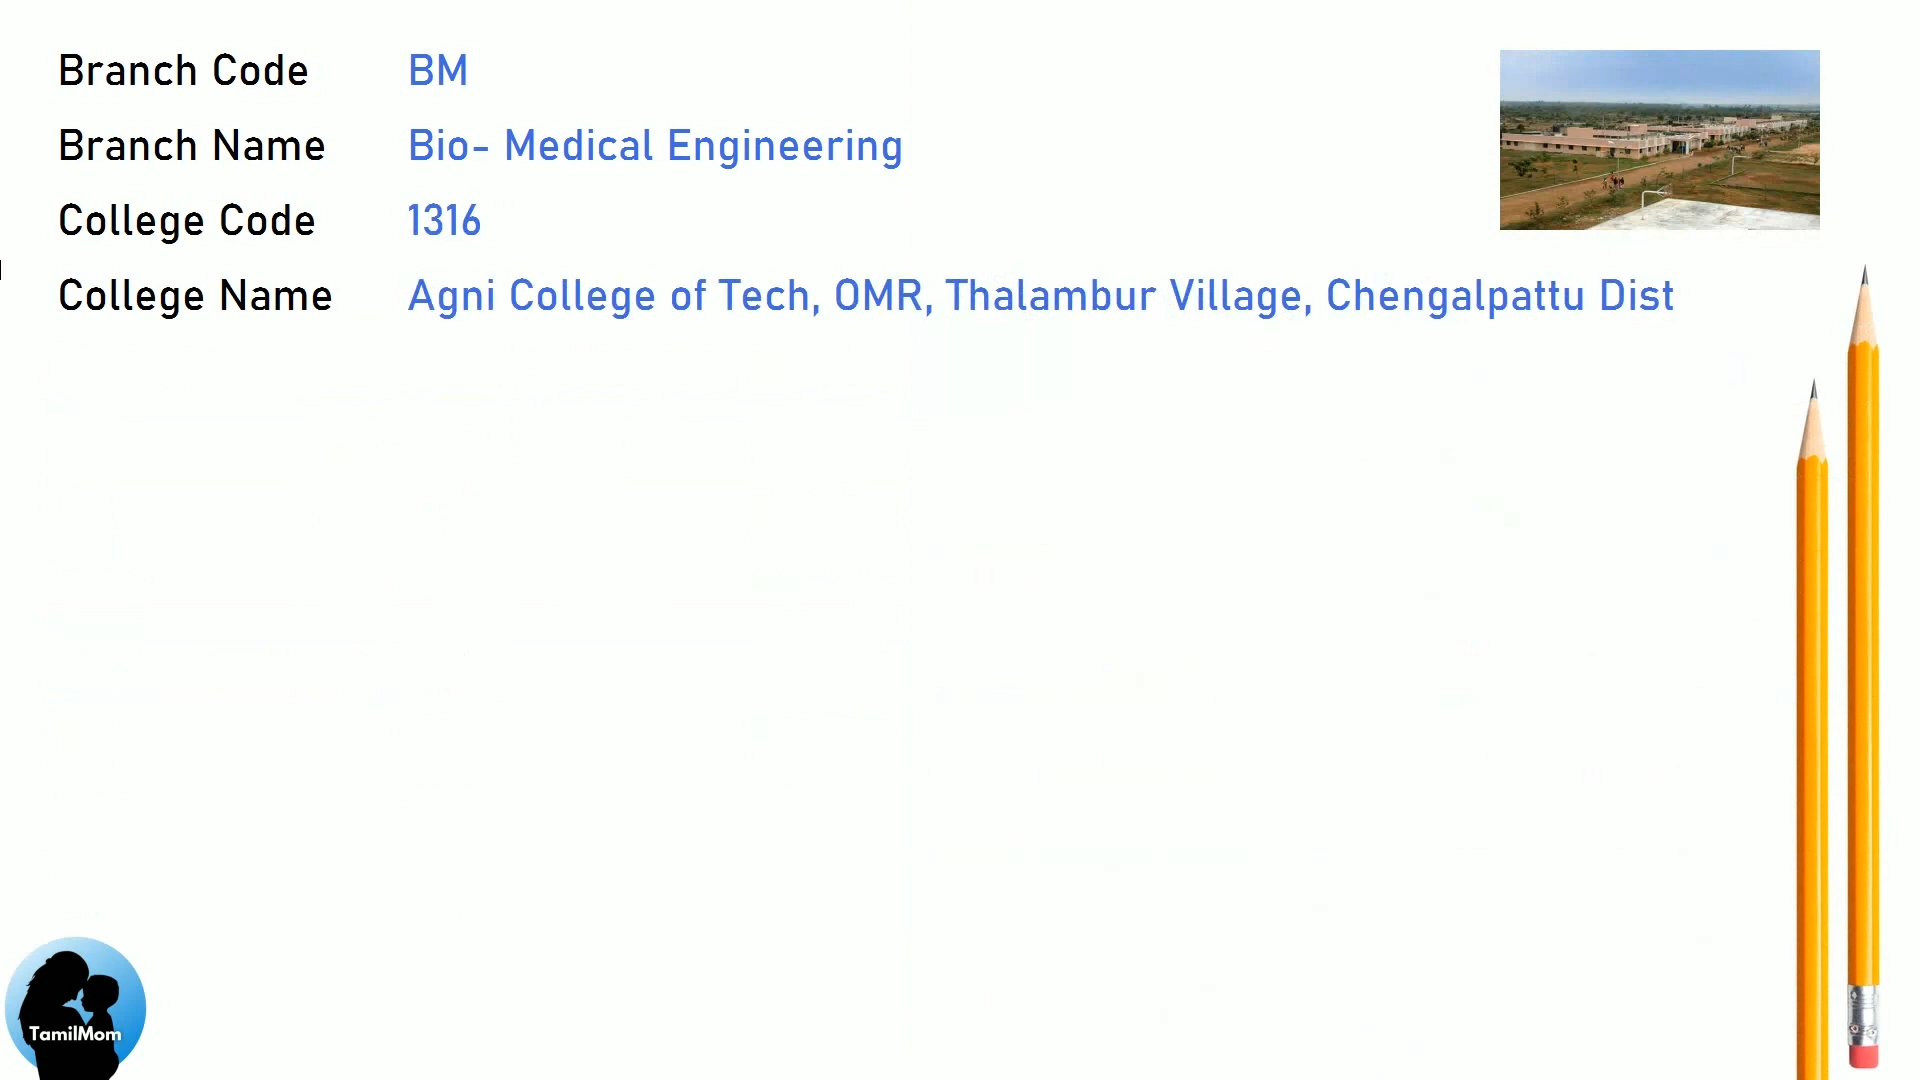 Branch Code BM
Branch Name Bio- Medical Engineering
College Code 1316
College Name Agni College of Tech, OMR, Thalambur Village, Chengalpattu Dist
TamilMom